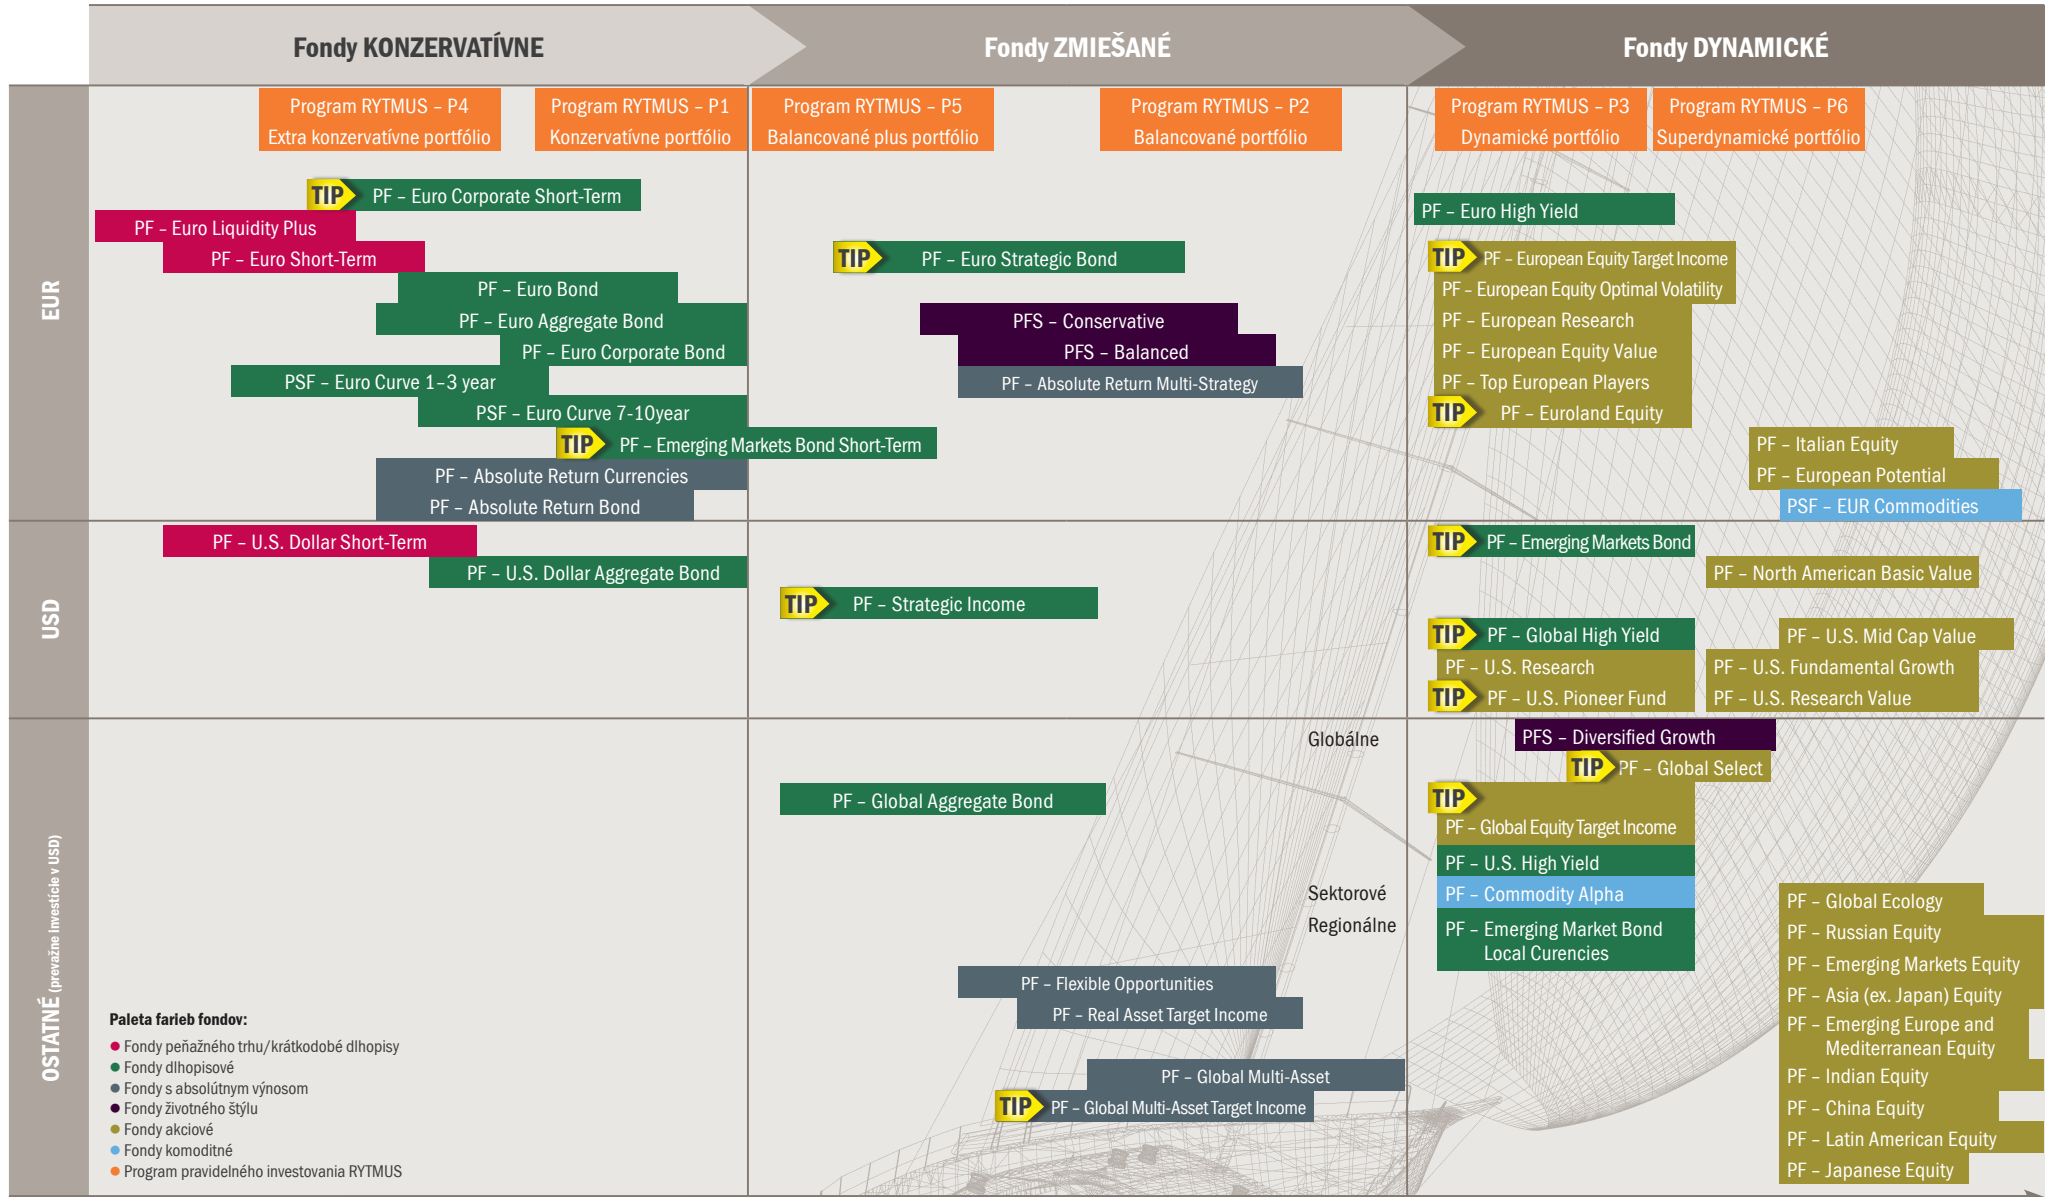 Fondy KONZERVATÍVNE
Fondy ZMIEŠANÉ
Fondy DYNAMICKÉ
EUR
Program RYTMUS – P4
Extra konzervatívne portfólio
Program RYTMUS – P1
Konzervatívne portfólio
Program RYTMUS – P5
Balancované plus portfólio
Program RYTMUS – P2
Balancované portfólio
Program RYTMUS – P3
Dynamické portfólio
Program RYTMUS – P6
Superdynamické portfólio
TIP PF – Euro Corporate Short-Term
PF – Euro Liquidity Plus
PF – Euro Short-Term
PF – Euro Bond
PF – Euro Aggregate Bond
PF – Euro Corporate Bond
PSF – Euro Curve 1–3 year
PSF – Euro Curve 7-10year
TIP PF – Emerging Markets Bond Short-Term
PF – Absolute Return Currencies
PF – Absolute Return Bond
TIP PF – Euro Strategic Bond
PFS – Conservative
PFS – Balanced
PF – Absolute Return Multi-Strategy
PF – Euro High Yield
TIP PF – European Equity Target Income
PF – European Equity Optimal Volatility
PF – European Research
PF – European Equity Value
PF – Top European Players
TIP PF – Euroland Equity
PF – Italian Equity
PF – European Potential
PSF – EUR Commodities
USD
PF – U.S. Dollar Short-Term
PF – U.S. Dollar Aggregate Bond
TIP PF – Strategic Income
TIP PF – Emerging Markets Bond
PF – North American Basic Value
TIP PF – Global High Yield
PF – U.S. Mid Cap Value
PF – U.S. Research
PF – U.S. Fundamental Growth
TIP PF – U.S. Pioneer Fund
PF – U.S. Research Value
OSTATNÉ (prevažne investície v USD)
Globálne
PFS – Diversified Growth
TIP PF – Global Select
PF – Global Aggregate Bond
TIP
PF – Global Equity Target Income
PF – U.S. High Yield
Sektorové
PF – Commodity Alpha
Regionálne
PF – Emerging Market Bond
Local Curencies
PF – Flexible Opportunities
PF – Real Asset Target Income
PF – Global Multi-Asset
TIP PF – Global Multi-Asset Target Income
PF – Global Ecology
PF – Russian Equity
PF – Emerging Markets Equity
PF – Asia (ex. Japan) Equity
PF – Emerging Europe and
Mediterranean Equity
PF – Indian Equity
PF – China Equity
PF – Latin American Equity
PF – Japanese Equity
Paleta farieb fondov:
Fondy peňažného trhu/krátkodobé dlhopisy
Fondy dlhopisové
Fondy s absolútnym výnosom
Fondy životného štýlu
Fondy akciové
Fondy komoditné
Program pravidelného investovania RYTMUS